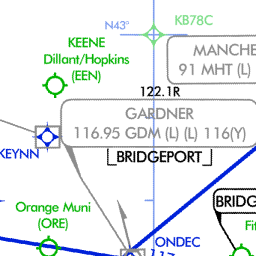 N43°
KB78C
KEENE
Dillant/Hopkins
(EEN)
MANCHE
91 MHT (L)
122.1R
GARDNER
116.95 GDM (L) (L) 116(Y)
KEYNN
BRIDGEPORT
BRIDG
Orange Muni
(ORE)
Fi
ONDEC